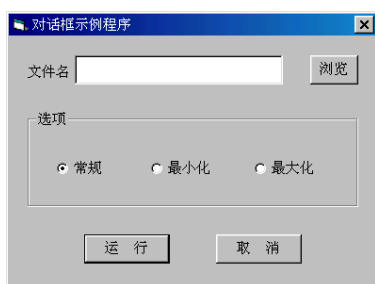 对话框示例程序
文件名 浏览
选项
常规 最小化 最大化
运 行 取 消